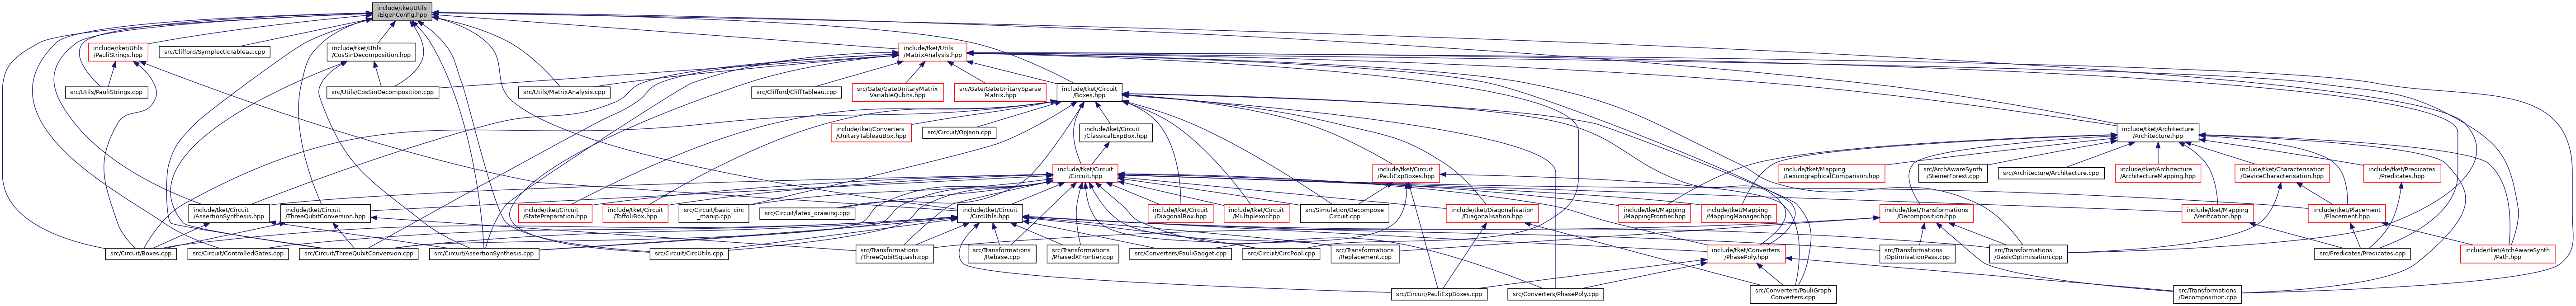 include/tket/Utils
/EigenConfig.hpp
include/tket/Utils
/PauliStrings.hpp
src/Clifford/SymplecticTableau.cpp
include/tket/Utils
/CosSinDecomposition.hpp
include/tket/Utils
/MatrixAnalysis.hpp
src/Utils/PauliStrings.cpp
src/Utils/CosSinDecomposition.cpp
src/Utils/MatrixAnalysis.cpp
src/Clifford/CliffTableau.cpp
src/Gate/GateUnitaryMatrix
VariableQubits.hpp
src/Gate/GateUnitarySparse
Matrix.hpp
include/tket/Circuit
/Boxes.hpp
include/tket/Converters
/UnitaryTableauBox.hpp
src/Circuit/OpJson.cpp
include/tket/Circuit
/ClassicalExpBox.hpp
include/tket/Architecture
/Architecture.hpp
include/tket/Circuit
/Circuit.hpp
include/tket/Circuit
/PauliExpBoxes.hpp
include/tket/Mapping
/LexicographicalComparison.hpp
src/ArchAwareSynth
/SteinerForest.cpp
src/Architecture/Architecture.cpp
include/tket/Architecture
/ArchitectureMapping.hpp
include/tket/Characterisation
/DeviceCharacterisation.hpp
include/tket/Predicates
/Predicates.hpp
include/tket/Circuit
/AssertionSynthesis.hpp
include/tket/Circuit
/ThreeQubitConversion.hpp
include/tket/Circuit
/StatePreparation.hpp
include/tket/Circuit
/ToffoliBox.hpp
src/Circuit/basic_circ
_manip.cpp
src/Circuit/latex_drawing.cpp
include/tket/Circuit
/CircUtils.hpp
include/tket/Circuit
/DiagonalBox.hpp
include/tket/Circuit
/Multiplexor.hpp
src/Simulation/Decompose
Circuit.cpp
include/tket/Diagonalisation
/Diagonalisation.hpp
include/tket/Mapping
/MappingFrontier.hpp
include/tket/Mapping
/MappingManager.hpp
include/tket/Transformations
/Decomposition.hpp
include/tket/Mapping
/Verification.hpp
include/tket/Placement
/Placement.hpp
src/Circuit/Boxes.cpp
src/Circuit/ControlledGates.cpp
src/Circuit/ThreeQubitConversion.cpp
src/Circuit/AssertionSynthesis.cpp
src/Circuit/CircUtils.cpp
src/Transformations
/ThreeQubitSquash.cpp
src/Transformations
/Rebase.cpp
src/Transformations
/PhasedXFrontier.cpp
src/Converters/PauliGadget.cpp
src/Circuit/CircPool.cpp
src/Transformations
/Replacement.cpp
include/tket/Converters
/PhasePoly.hpp
src/Transformations
/OptimisationPass.cpp
src/Transformations
/BasicOptimisation.cpp
src/Predicates/Predicates.cpp
include/tket/ArchAwareSynth
/Path.hpp
src/Circuit/PauliExpBoxes.cpp
src/Converters/PhasePoly.cpp
src/Converters/PauliGraph
Converters.cpp
src/Transformations
/Decomposition.cpp